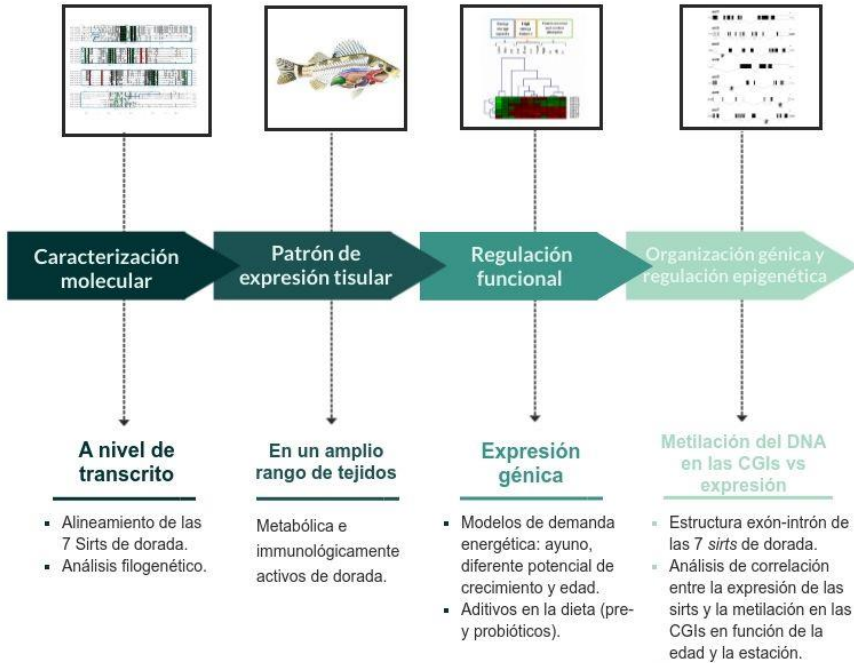 Caracterización
molecular
Patrón de
expresión tisular
Regulación
funcional
Organización génica y
regulación epigenética
A nivel de
transcrito
▪ Alineamiento de las
7 Sirts de dorada.
▪ Análisis filogenético.
En un amplio
rango de tejidos
Metabólica e
immunológicamente
activos de dorada.
Expresión
génica
▪ Modelos de demanda
energética: ayuno,
diferente potencial de
crecimiento y edad.
▪ Aditivos en la dieta (pre-
y probióticos).
Metilación del DNA
en las CGIs vs
expresión
▪ Estructura exón-intrón de
las 7 sirts de dorada.
▪ Análisis de correlación
entre la expresión de las
sirts y la metilación en las
CGIs en función de la
edad y la estación.